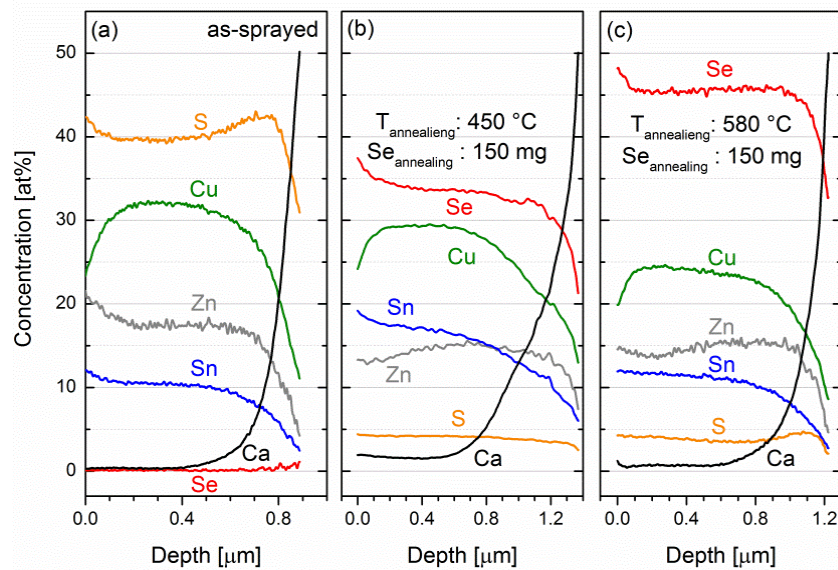 (a) as-sprayed
(b)
(c)
50
40
30
20
10
0
Concentration [at%]
S
Cu
Zn
Sn
Ca
Se
0.0 0.4 0.8
Depth [μm]
Tannealieng: 450 °C
Seannealing : 150 mg
Se
Cu
Sn
Zn
S
Ca
0.0 0.4 0.8 1.2
Depth [μm]
Se
Tannealieng: 580 °C
Seannealing : 150 mg
Cu
Zn
Sn
S
Ca
0.0 0.4 0.8 1.2
Depth [μm]